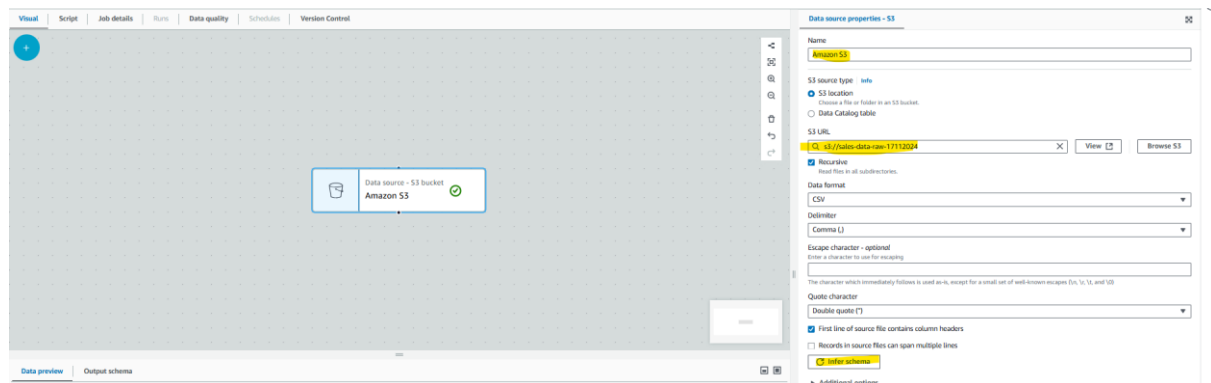 Visual Script Job details Runs Data quality Schedules Version Control
Data source properties - S3
Name
Amazon S3
S3 source type Info
S3 location
Choose a file or folder in an S3 bucket.
Data Catalog table
S3 URL
s3://sales-data-raw-17112024 View Browse S3
Recursive
Read files in all subdirectories.
Data format
CSV
Delimiter
Comma (,)
Escape character - optional
Enter a character to use for escaping
The character which immediately follows is used as-is, except for a small set of well-known escapes (\n, \r, \t, and \0)
Quote character
Double quote (")
First line of source file contains column headers
Records in source files can span multiple lines
Infer schema
Additional options
Data source - S3 bucket
Amazon S3
Data preview Output schema